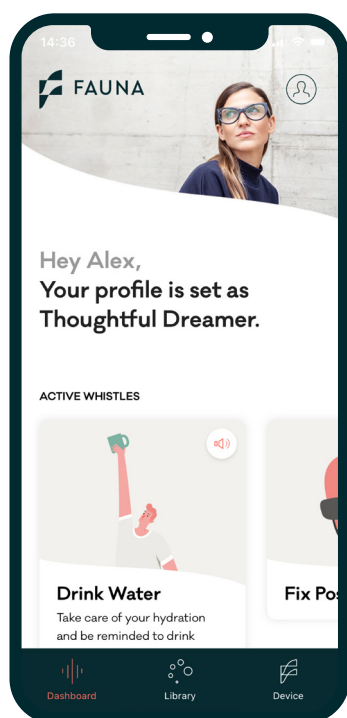 14:36
FAUNA
Hey Alex,
Your profile is set as
Thoughtful Dreamer.
ACTIVE WHISTLES
Drink Water
Fix Pos
Take care of your hydration
and be reminded to drink
Dashboard
Library
Device